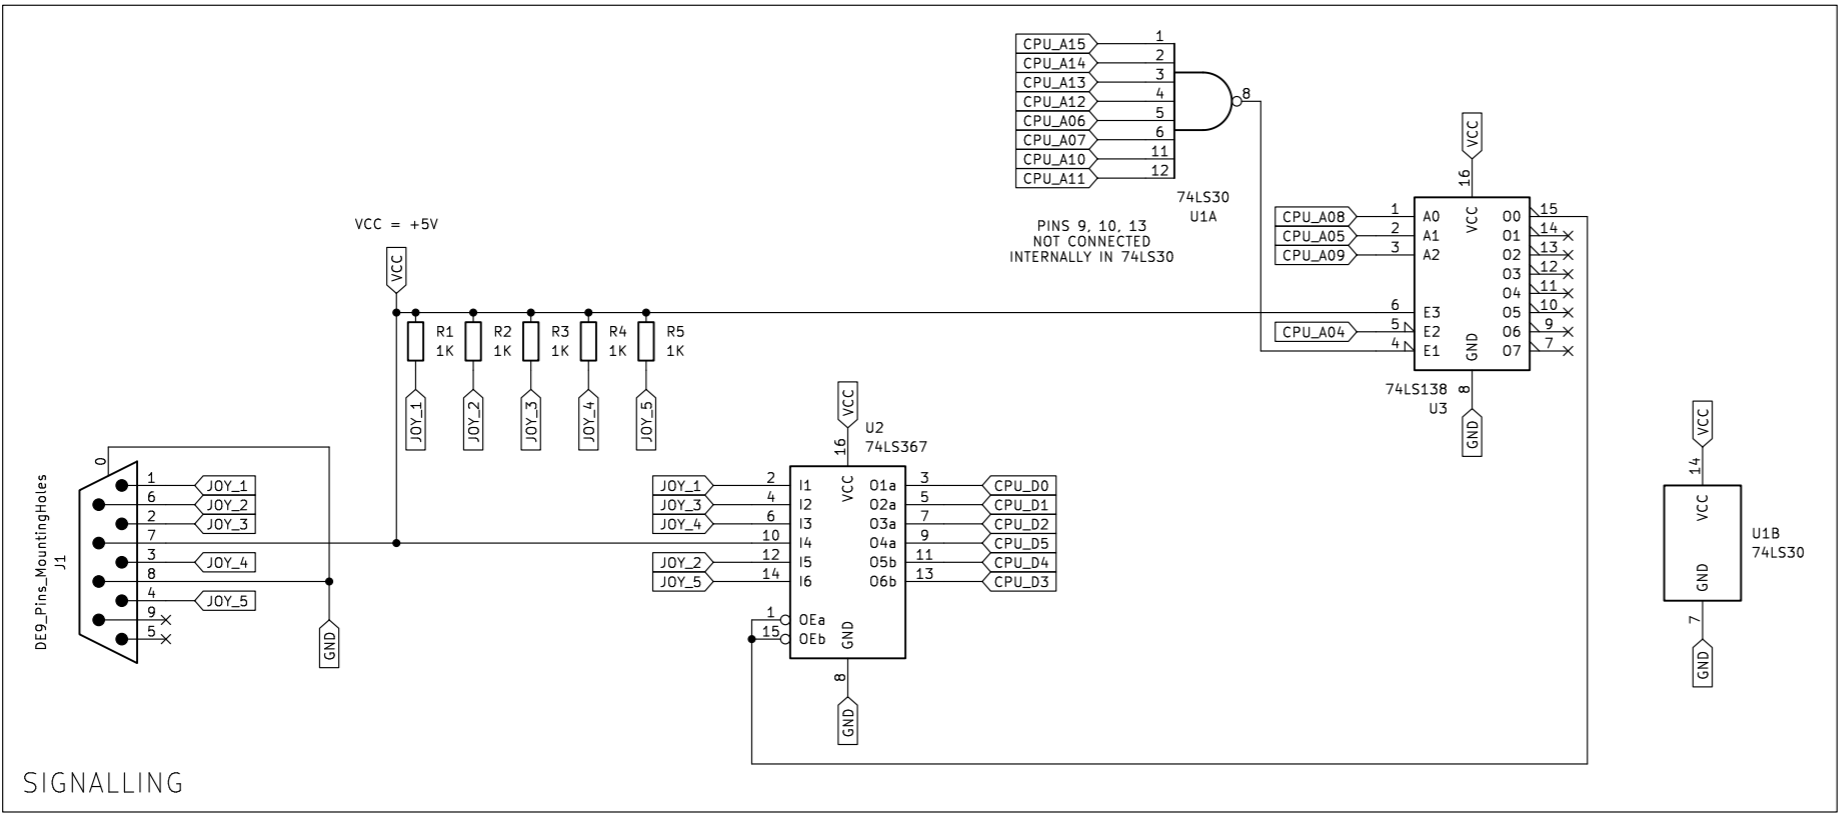 CPU_A15 1
CPU_A14 2
CPU_A13 3
CPU_A12 4
CPU_A06 5
CPU_A07 6
CPU_A10 11
CPU_A11 12
8
74LS30
U1A
PINS 9, 10, 13
NOT CONNECTED
INTERNALLY IN 74LS30
VCC
16
CPU_A08 1 A0 VCC O0 15
CPU_A05 2 A1 O1 14
CPU_A09 3 A2 O2 13
O3 12
O4 11
6 E3 O5 10
CPU_A04 5 E2 O6 9
4 E1 GND O7 7
74LS138
U3
8
GND
VCC = +5V
VCC
R1
1K
R2
1K
R3
1K
R4
1K
R5
1K
JOY_1
JOY_2
JOY_3
JOY_4
JOY_5
VCC
16
U2
74LS367
JOY_1 2 I1 VCC O1a 3 CPU_D0
JOY_3 4 I2 O2a 5 CPU_D1
JOY_4 6 I3 O3a 7 CPU_D2
10 I4 O4a 9 CPU_D5
JOY_2 12 I5 O5b 11 CPU_D4
JOY_5 14 I6 O6b 13 CPU_D3
1 OEa
15 OEb GND
8
GND
DE9_Pins_MountingHoles
J1
0
1 JOY_1
6 JOY_2
2 JOY_3
7
3 JOY_4
8
4 JOY_5
9
5
GND
VCC
14
VCC
U1B
74LS30
GND
7
GND
SIGNALLING